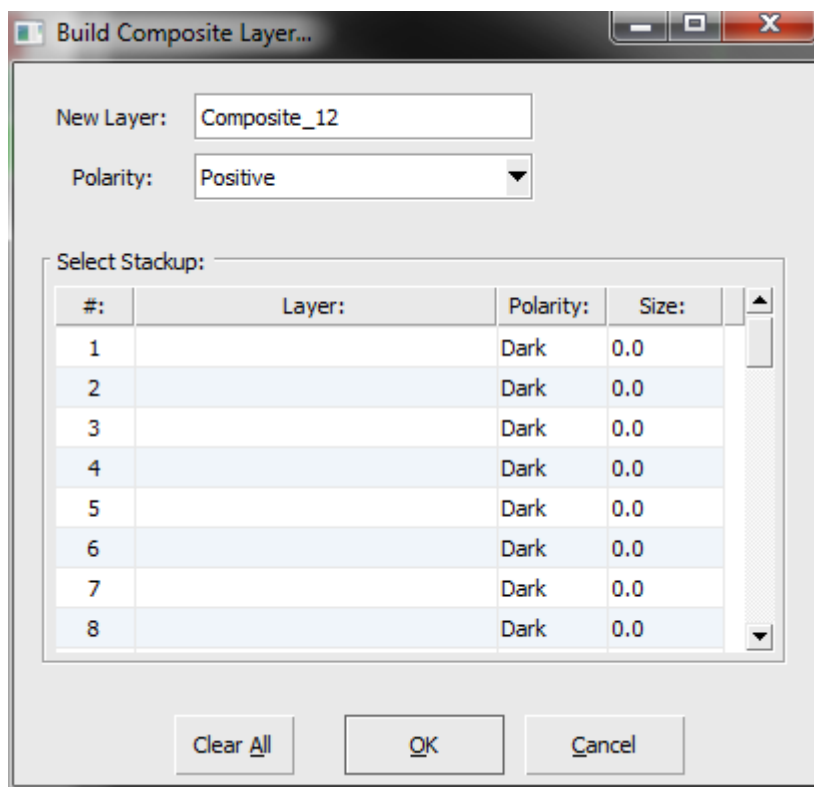 Build Composite Layer...
New Layer: Composite_12
Polarity: Positive
Select Stackup:
#: Layer: Polarity: Size:
1 Dark 0.0
2 Dark 0.0
3 Dark 0.0
4 Dark 0.0
5 Dark 0.0
6 Dark 0.0
7 Dark 0.0
8 Dark 0.0
Clear All OK Cancel